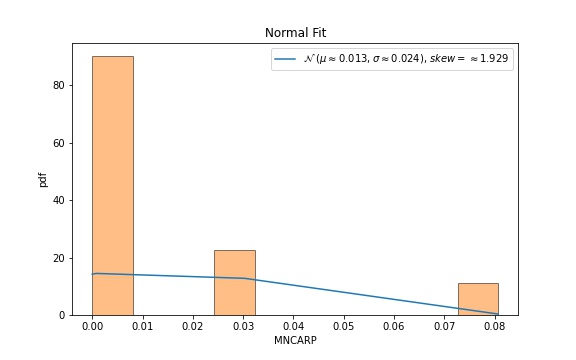 Normal Fit
𝒩 (μ ≈ 0.013, σ ≈ 0.024), skew = ≈ 1.929
pdf
80
60
40
20
0
0.00 0.01 0.02 0.03 0.04 0.05 0.06 0.07 0.08
MNCARP